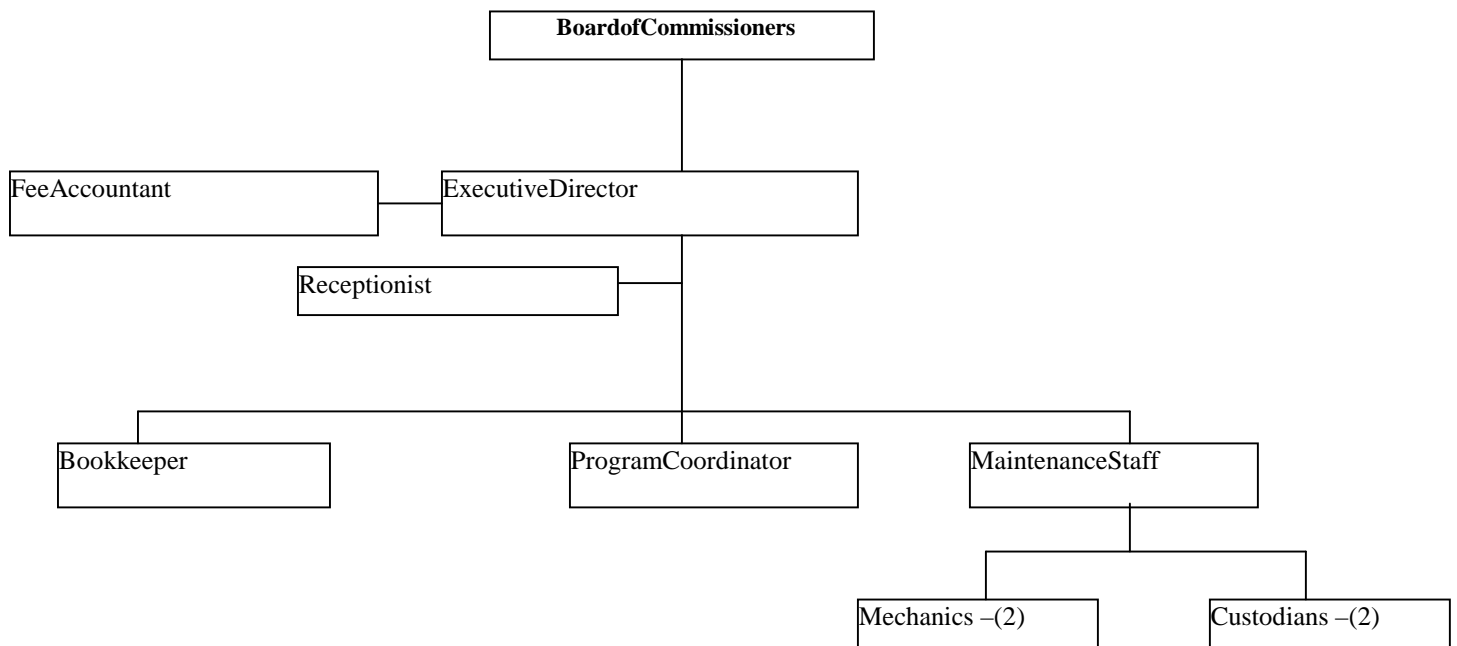 BoardofCommissioners
FeeAccountant
ExecutiveDirector
Receptionist
Bookkeeper
ProgramCoordinator
MaintenanceStaff
Mechanics –(2)
Custodians –(2)